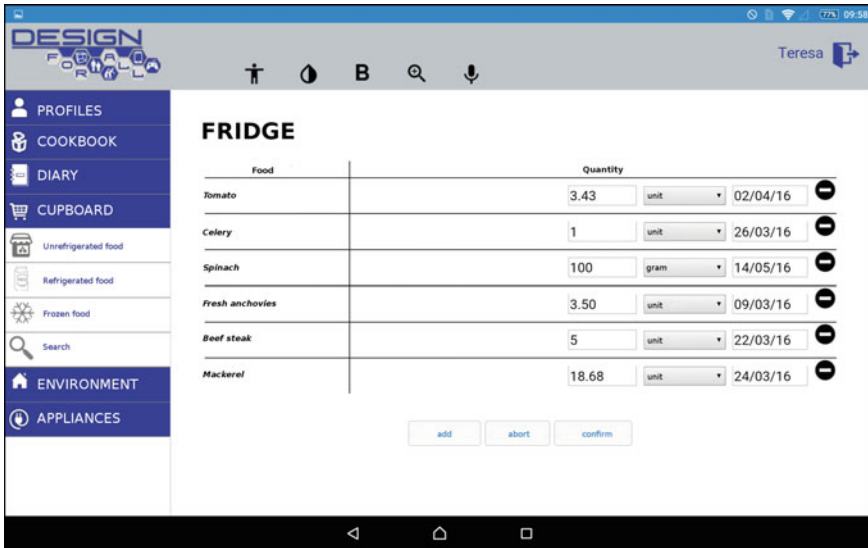 77% 09:58
DESIGN
FOR ALL
B
Teresa
PROFILES
COOKBOOK
DIARY
CUPBOARD
Unrefrigerated food
Refrigerated food
Frozen food
Search
ENVIRONMENT
APPLIANCES
FRIDGE
Food Quantity
Tomato 3.43 unit 02/04/16
Celery 1 unit 26/03/16
Spinach 100 gram 14/05/16
Fresh anchovies 3.50 unit 09/03/16
Beef steak 5 unit 22/03/16
Mackerel 18.68 unit 24/03/16
add abort confirm